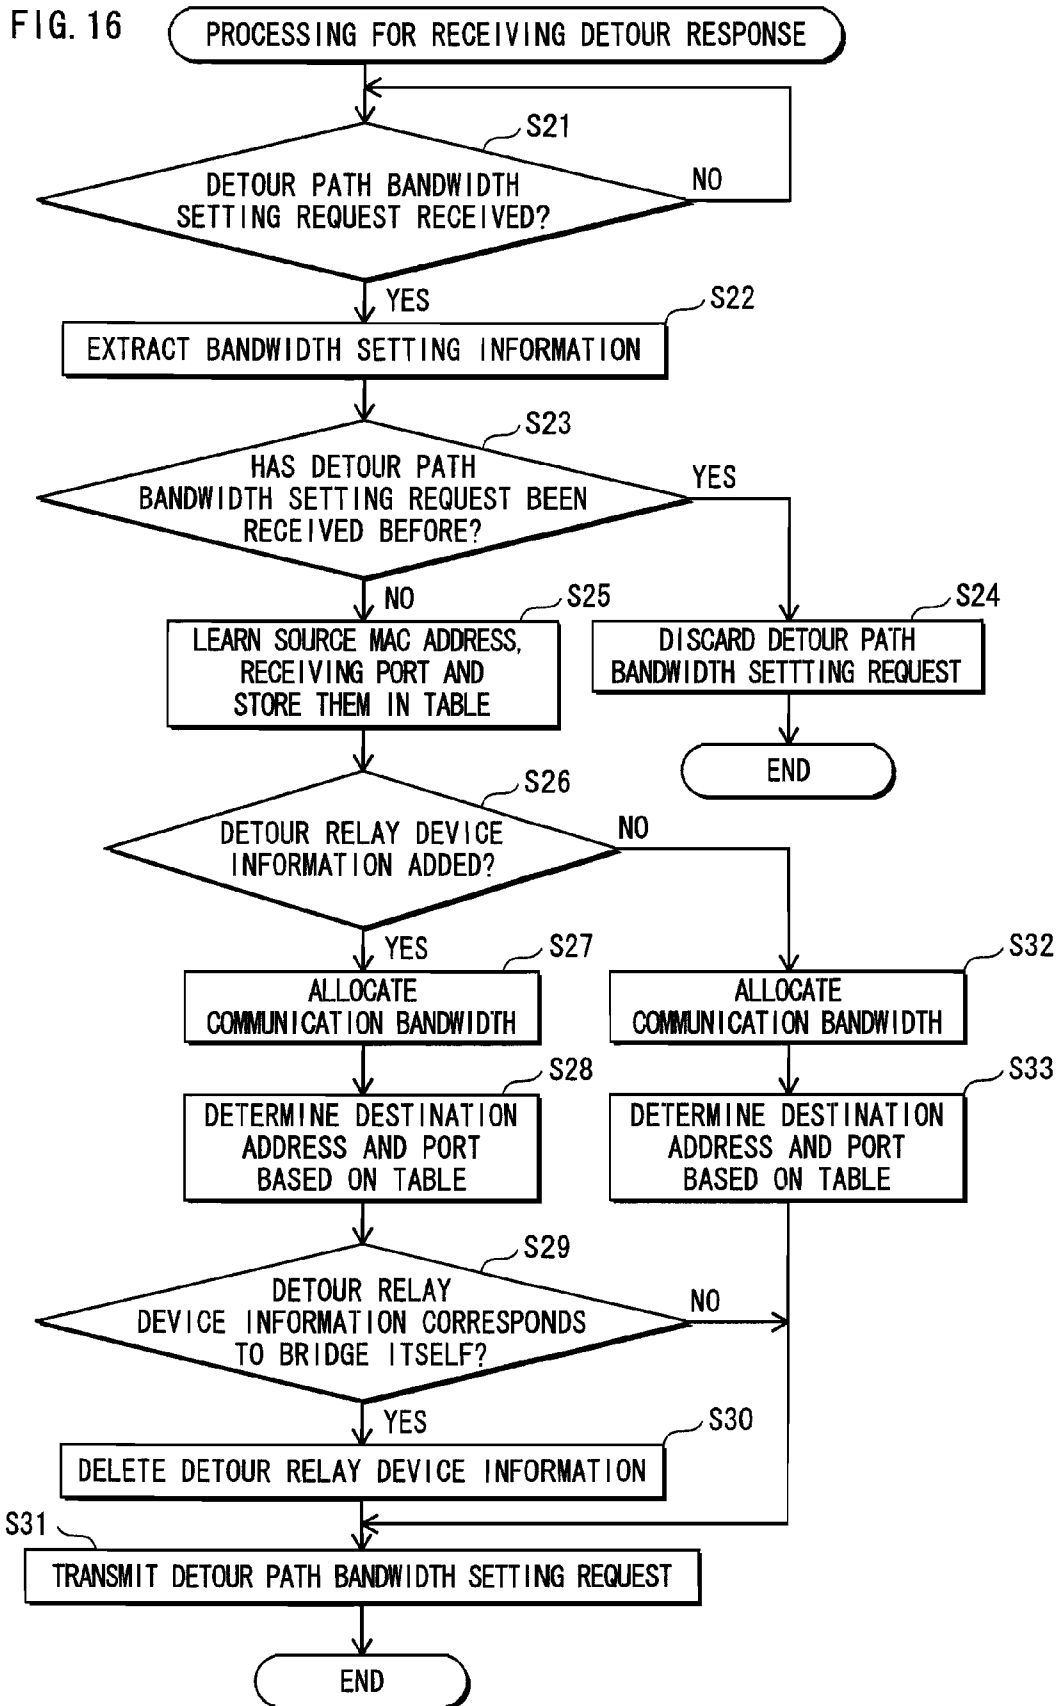 FIG. 16
PROCESSING FOR RECEIVING DETOUR RESPONSE
S21
DETOUR PATH BANDWIDTH
SETTING REQUEST RECEIVED?
NO
YES
S22
EXTRACT BANDWIDTH SETTING INFORMATION
S23
HAS DETOUR PATH
BANDWIDTH SETTING REQUEST BEEN
RECEIVED BEFORE?
YES
NO
S25
LEARN SOURCE MAC ADDRESS,
RECEIVING PORT AND
STORE THEM IN TABLE
S24
DISCARD DETOUR PATH
BANDWIDTH SETTTING REQUEST
END
S26
DETOUR RELAY DEVICE
INFORMATION ADDED?
NO
YES
S27
ALLOCATE
COMMUNICATION BANDWIDTH
S32
ALLOCATE
COMMUNICATION BANDWIDTH
S28
DETERMINE DESTINATION
ADDRESS AND PORT
BASED ON TABLE
S33
DETERMINE DESTINATION
ADDRESS AND PORT
BASED ON TABLE
S29
DETOUR RELAY
DEVICE INFORMATION CORRESPONDS
TO BRIDGE ITSELF?
NO
YES
S30
DELETE DETOUR RELAY DEVICE INFORMATION
S31
TRANSMIT DETOUR PATH BANDWIDTH SETTING REQUEST
END